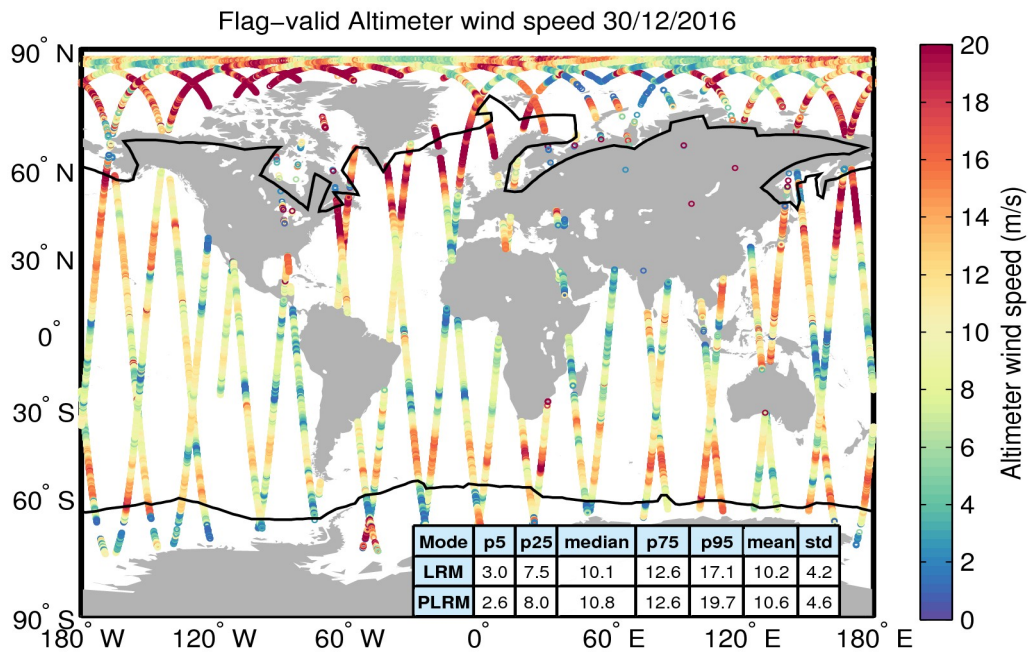 Flag−valid Altimeter wind speed 30/12/2016
90° N
60° N
30° N
0°
30° S
60° S
90° S
180° W
120° W
60° W
0°
60° E
120° E
180° E
Mode p5 p25 median p75 p95 mean std
LRM 3.0 7.5 10.1 12.6 17.1 10.2 4.2
PLRM 2.6 8.0 10.8 12.6 19.7 10.6 4.6
20
18
16
14
12
10
8
6
4
2
0
Altimeter wind speed (m/s)